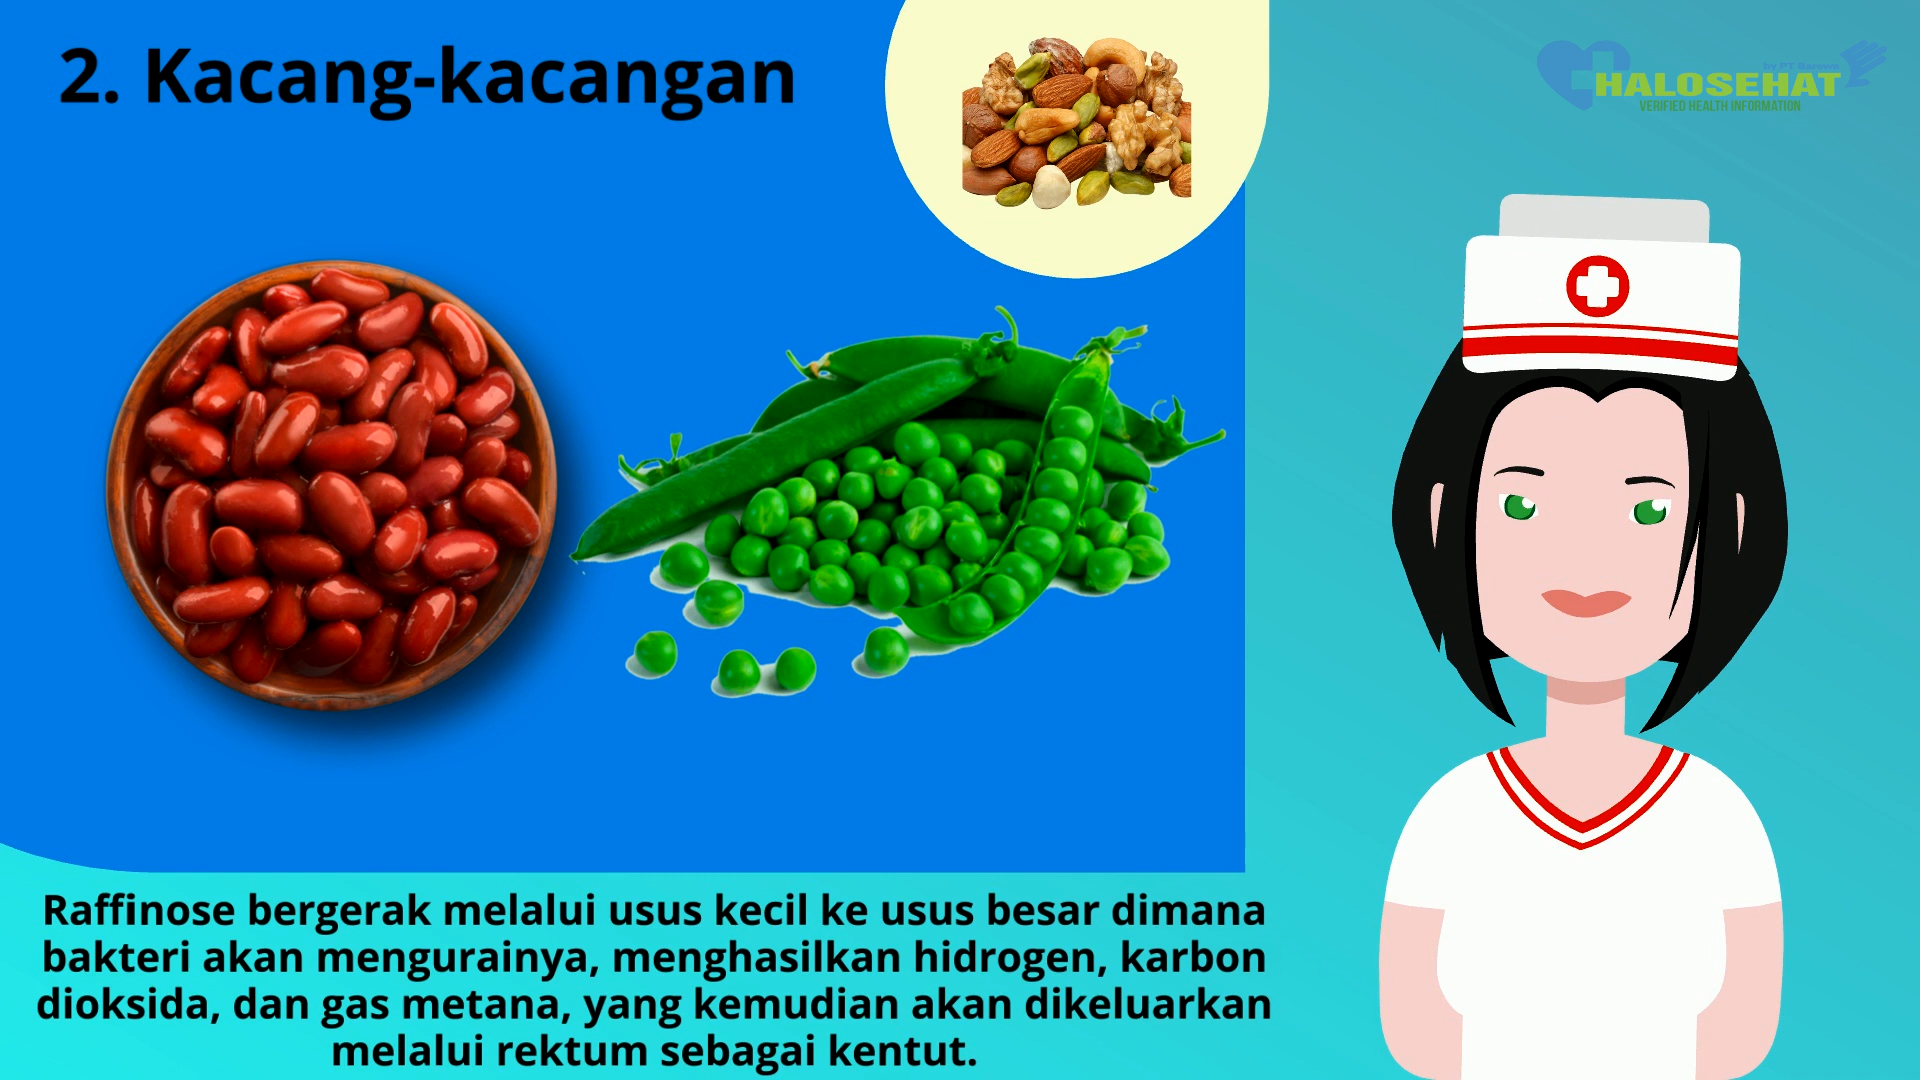 2. Kacang-kacangan
HALOSEHAT
VERIFIED HEALTH INFORMATION
Raffinose bergerak melalui usus kecil ke usus besar dimana
bakteri akan mengurainya, menghasilkan hidrogen, karbon
dioksida, dan gas metana, yang kemudian akan dikeluarkan
melalui rektum sebagai kentut.